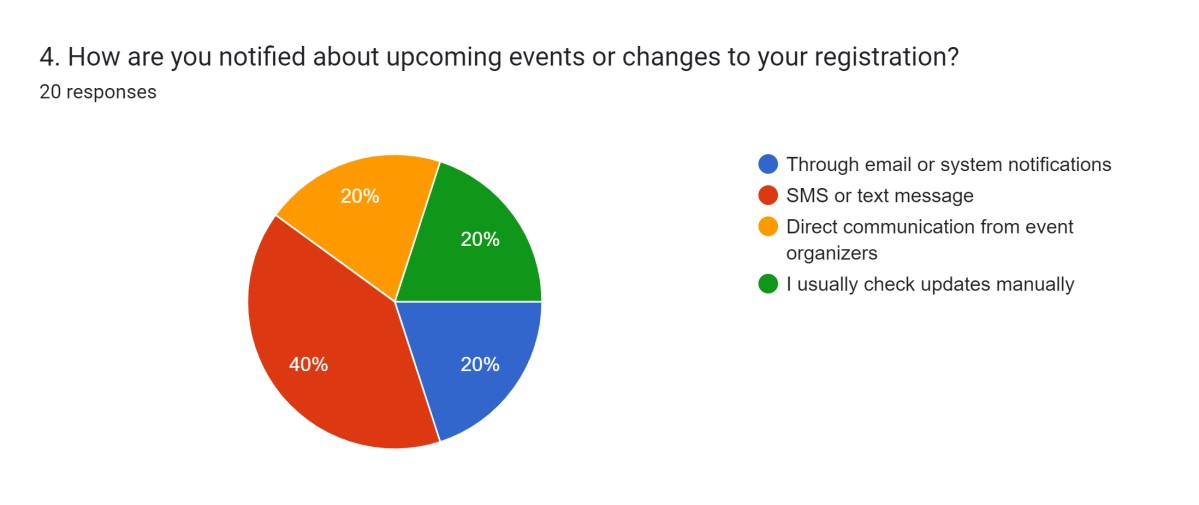 4. How are you notified about upcoming events or changes to your registration?
20 responses
20%
20%
40%
20%
Through email or system notifications
SMS or text message
Direct communication from event
organizers
I usually check updates manually